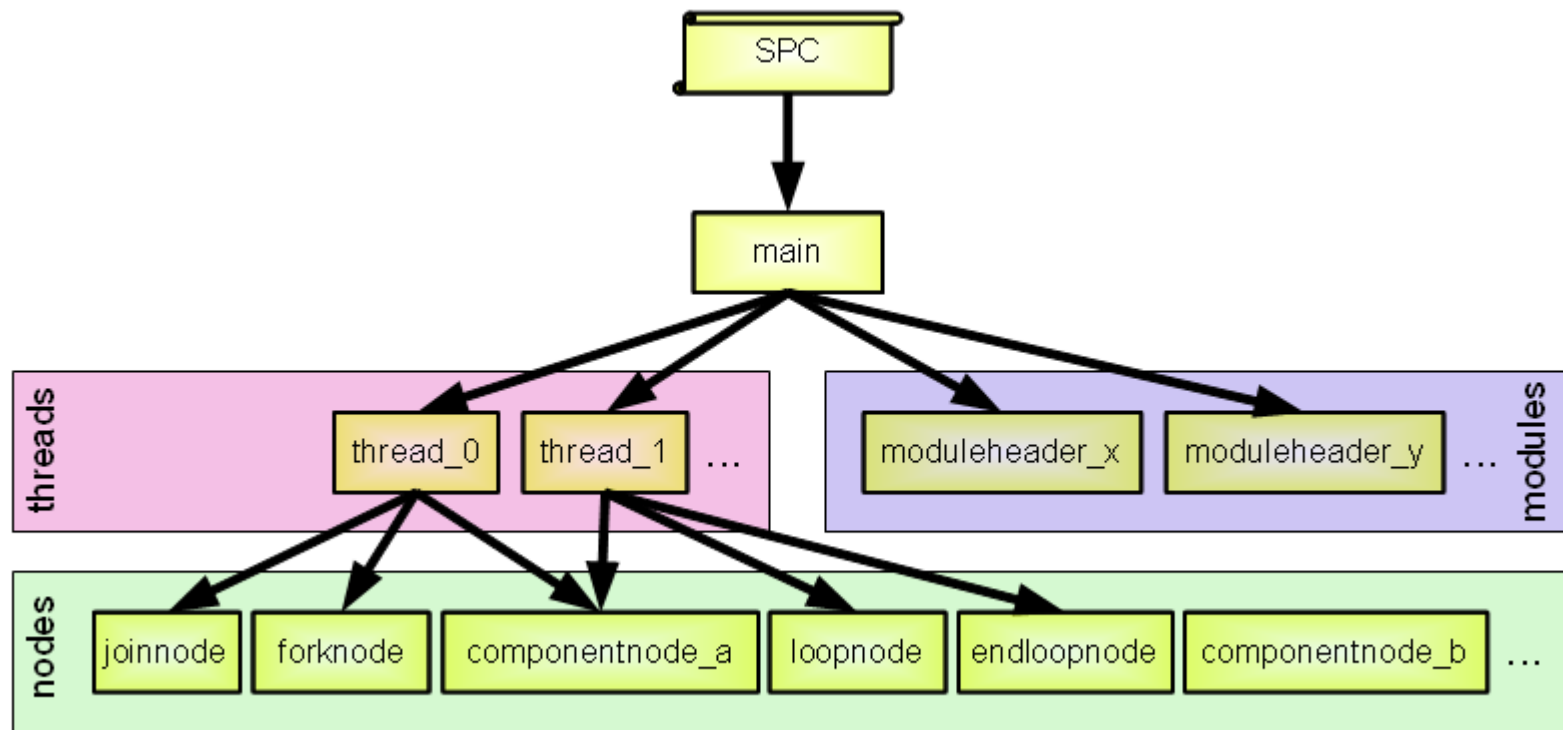 SPC
main
threads
thread_0
thread_1
...
moduleheader_x
moduleheader_y
...
modules
nodes
joinnode
forknode
componentnode_a
loopnode
endloopnode
componentnode_b
...